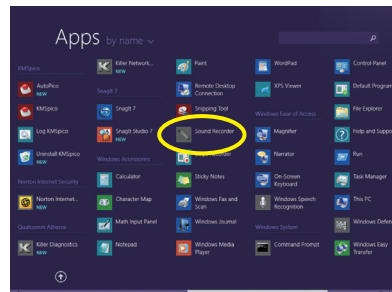 Apps by name
KMSpico
AutoPico
NEW
KMSpico
NEW
Log KMSpico
NEW
Uninstall KMSpico
NEW
Norton Internet Security
Norton Internet...
NEW
Qualcomm Atheros
Killer Diagnostics
NEW
Killer Network...
NEW
SnagIt 7
SnagIt 7
SnagIt Studio 7
NEW
Windows Accessories
Calculator
Character Map
Math Input Panel
Notepad
Paint
Remote Desktop
Connection
Snipping Tool
Sound Recorder
Sticky Notes
Windows Fax and
Scan
Windows Journal
Windows Media
Player
WordPad
XPS Viewer
Windows Ease of Access
Magnifier
Narrator
On-Screen
Keyboard
Windows Speech
Recognition
Windows System
Command Prompt
Control Panel
Default Program
File Explorer
Help and Suppo
Run
Task Manager
This PC
Windows Defen
Windows Easy
Transfer